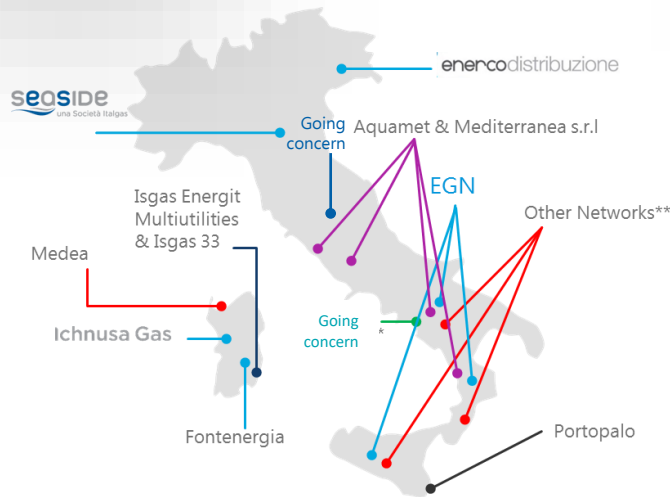 enercodistribuzione
seaside
una Società Italgas
Going
concern
Aquamet & Mediterranea s.r.l
EGN
Isgas Energit
Multiutilities
& Isgas 33
Other Networks**
Medea
Ichnusa Gas
Going
concern
*
Fontenergia
Portopalo